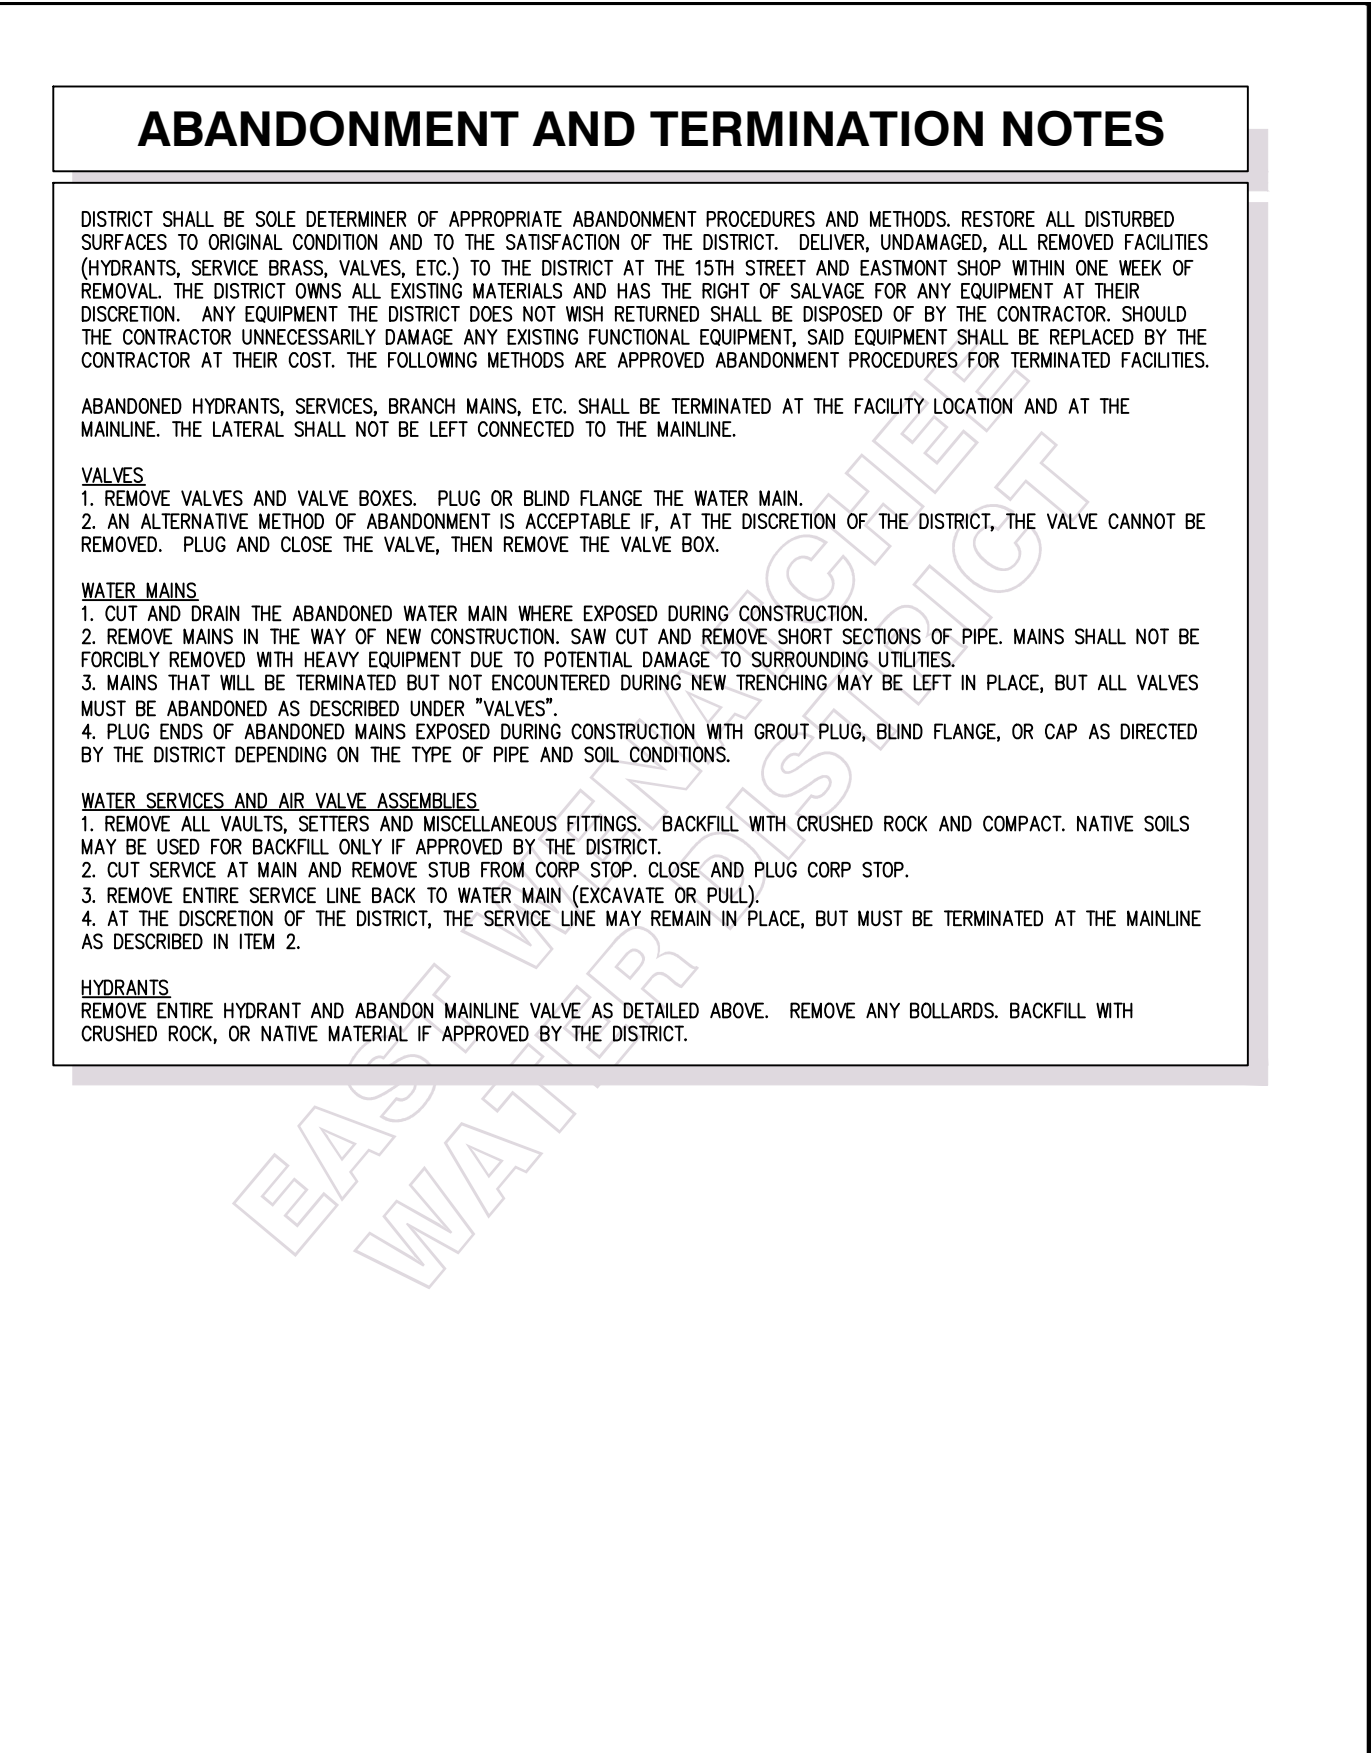 ABANDONMENT AND TERMINATION NOTES
DISTRICT SHALL BE SOLE DETERMINER OF APPROPRIATE ABANDONMENT PROCEDURES AND METHODS. RESTORE ALL DISTURBED
SURFACES TO ORIGINAL CONDITION AND TO THE SATISFACTION OF THE DISTRICT. DELIVER, UNDAMAGED, ALL REMOVED FACILITIES
(HYDRANTS, SERVICE BRASS, VALVES, ETC.) TO THE DISTRICT AT THE 15TH STREET AND EASTMONT SHOP WITHIN ONE WEEK OF
REMOVAL. THE DISTRICT OWNS ALL EXISTING MATERIALS AND HAS THE RIGHT OF SALVAGE FOR ANY EQUIPMENT AT THEIR
DISCRETION. ANY EQUIPMENT THE DISTRICT DOES NOT WISH RETURNED SHALL BE DISPOSED OF BY THE CONTRACTOR. SHOULD
THE CONTRACTOR UNNECESSARILY DAMAGE ANY EXISTING FUNCTIONAL EQUIPMENT, SAID EQUIPMENT SHALL BE REPLACED BY THE
CONTRACTOR AT THEIR COST. THE FOLLOWING METHODS ARE APPROVED ABANDONMENT PROCEDURES FOR TERMINATED FACILITIES.
ABANDONED HYDRANTS, SERVICES, BRANCH MAINS, ETC. SHALL BE TERMINATED AT THE FACILITY LOCATION AND AT THE
MAINLINE. THE LATERAL SHALL NOT BE LEFT CONNECTED TO THE MAINLINE.
VALVES
1. REMOVE VALVES AND VALVE BOXES. PLUG OR BLIND FLANGE THE WATER MAIN.
2. AN ALTERNATIVE METHOD OF ABANDONMENT IS ACCEPTABLE IF, AT THE DISCRETION OF THE DISTRICT, THE VALVE CANNOT BE
REMOVED. PLUG AND CLOSE THE VALVE, THEN REMOVE THE VALVE BOX.
WATER MAINS
1. CUT AND DRAIN THE ABANDONED WATER MAIN WHERE EXPOSED DURING CONSTRUCTION.
2. REMOVE MAINS IN THE WAY OF NEW CONSTRUCTION. SAW CUT AND REMOVE SHORT SECTIONS OF PIPE. MAINS SHALL NOT BE
FORCIBLY REMOVED WITH HEAVY EQUIPMENT DUE TO POTENTIAL DAMAGE TO SURROUNDING UTILITIES.
3. MAINS THAT WILL BE TERMINATED BUT NOT ENCOUNTERED DURING NEW TRENCHING MAY BE LEFT IN PLACE, BUT ALL VALVES
MUST BE ABANDONED AS DESCRIBED UNDER "VALVES".
4. PLUG ENDS OF ABANDONED MAINS EXPOSED DURING CONSTRUCTION WITH GROUT PLUG, BLIND FLANGE, OR CAP AS DIRECTED
BY THE DISTRICT DEPENDING ON THE TYPE OF PIPE AND SOIL CONDITIONS.
WATER SERVICES AND AIR VALVE ASSEMBLIES
1. REMOVE ALL VAULTS, SETTERS AND MISCELLANEOUS FITTINGS. BACKFILL WITH CRUSHED ROCK AND COMPACT. NATIVE SOILS
MAY BE USED FOR BACKFILL ONLY IF APPROVED BY THE DISTRICT.
2. CUT SERVICE AT MAIN AND REMOVE STUB FROM CORP STOP. CLOSE AND PLUG CORP STOP.
3. REMOVE ENTIRE SERVICE LINE BACK TO WATER MAIN (EXCAVATE OR PULL).
4. AT THE DISCRETION OF THE DISTRICT, THE SERVICE LINE MAY REMAIN IN PLACE, BUT MUST BE TERMINATED AT THE MAINLINE
AS DESCRIBED IN ITEM 2.
HYDRANTS
REMOVE ENTIRE HYDRANT AND ABANDON MAINLINE VALVE AS DETAILED ABOVE. REMOVE ANY BOLLARDS. BACKFILL WITH
CRUSHED ROCK, OR NATIVE MATERIAL IF APPROVED BY THE DISTRICT.
EAST WENATCHEE
WATER DISTRICT